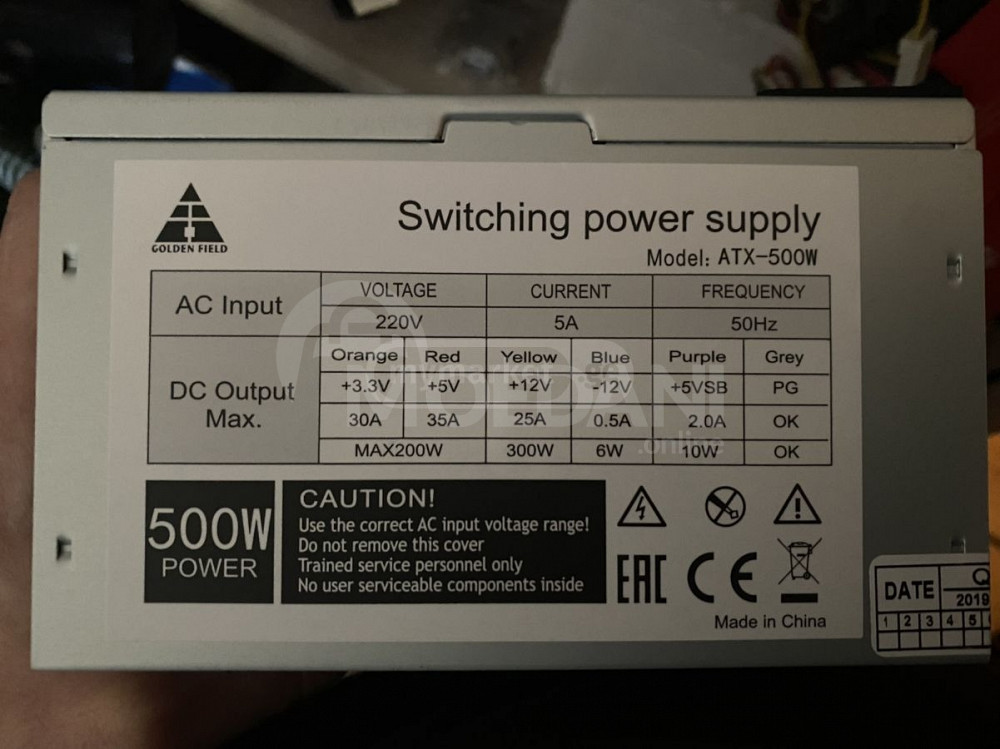 GOLDEN FIELD
Switching power supply
Model: ATX-500W
AC Input VOLTAGE CURRENT FREQUENCY
220V 5A 50Hz
DC Output Max. Orange Red Yellow Blue Purple Grey
+3.3V +5V +12V -12V +5VSB PG
30A 35A 25A 0.5A 2.0A OK
MAX200W 300W 6W 10W OK
500W
POWER
CAUTION!
Use the correct AC input voltage range!
Do not remove this cover
Trained service personnel only
No user serviceable components inside
EAC CE
Made in China
DATE Q
2019
1 2 3 4 5
mymarket.ge
.online